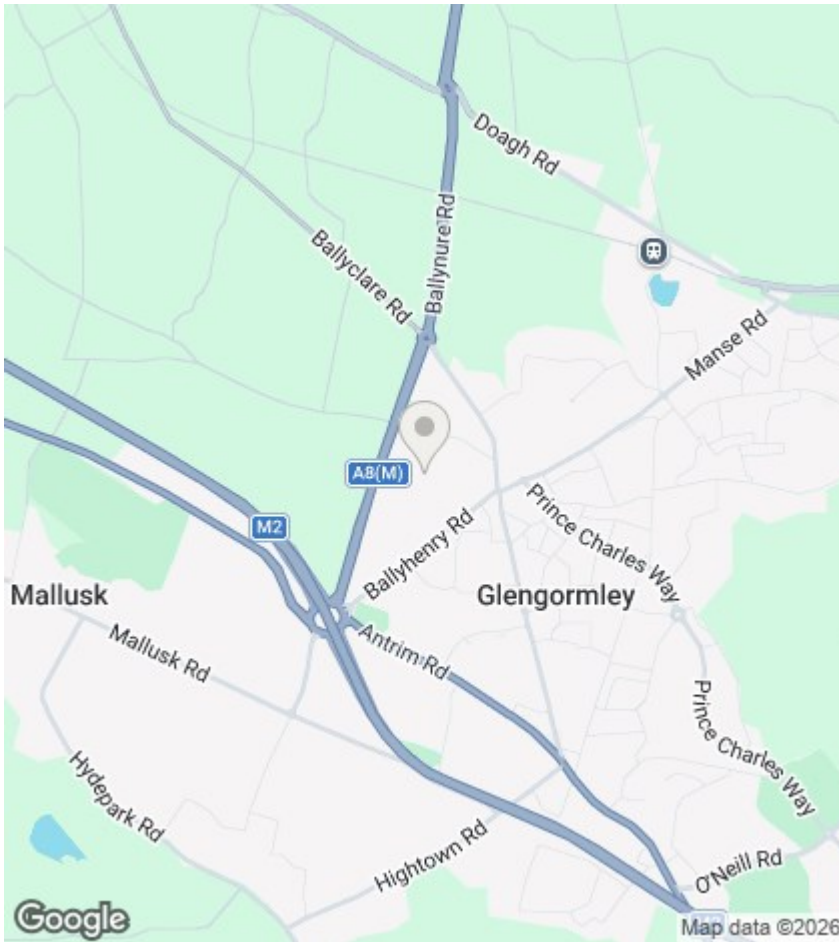 Doagh Rd
Ballynure Rd
Ballyclare Rd
Manse Rd
A8(M)
M2
Prince Charles Way
Ballyhenry Rd
Mallusk
Glengormley
Mallusk Rd
Antrim Rd
Prince Charles Way
Hydepark Rd
Hightown Rd
O'Neill Rd
Google
Map data ©2026